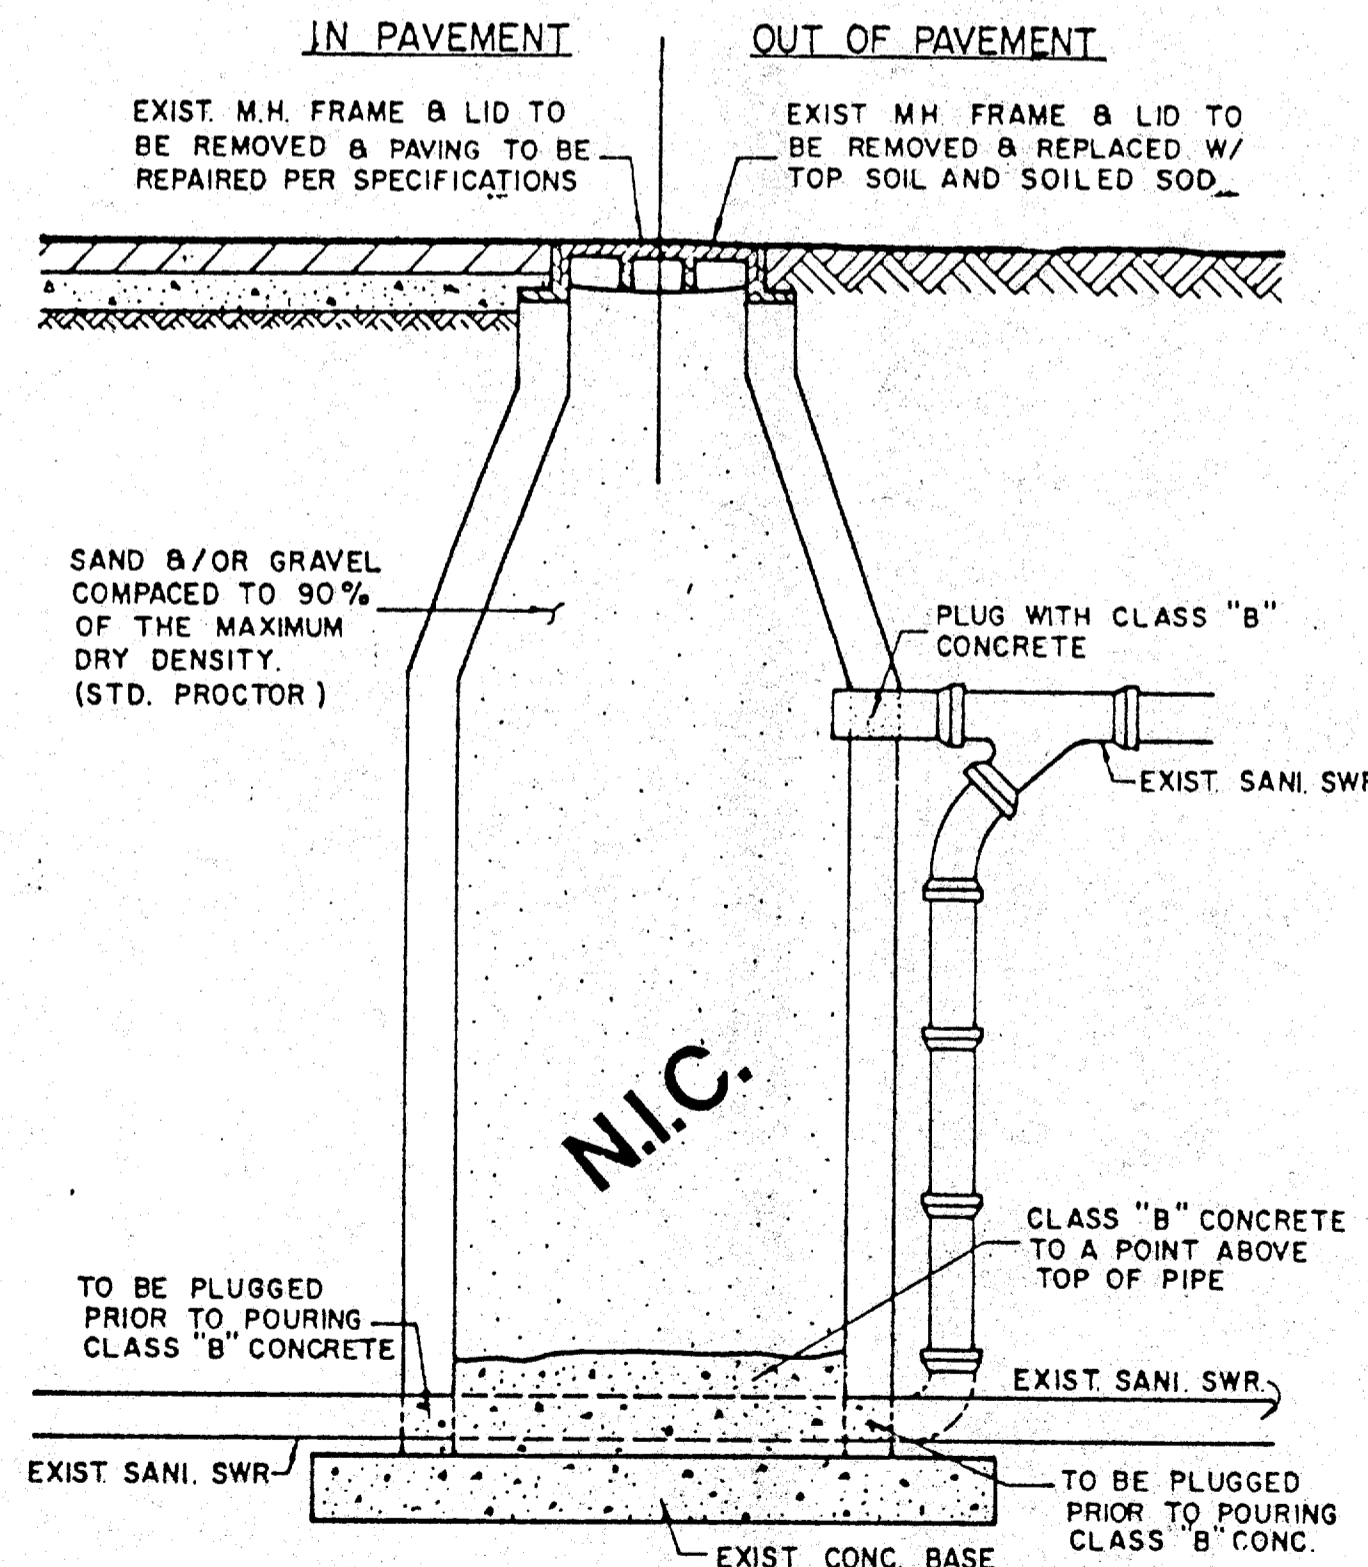 IN PAVEMENT
OUT OF PAVEMENT
EXIST. M.H. FRAME & LID TO
BE REMOVED & PAVING TO BE
REPAIRED PER SPECIFICATIONS
EXIST MH FRAME & LID TO
BE REMOVED & REPLACED W/
TOP SOIL AND SOILED SOD
SAND &/OR GRAVEL
COMPACED TO 90%
OF THE MAXIMUM
DRY DENSITY.
(STD. PROCTOR)
PLUG WITH CLASS "B"
CONCRETE
EXIST. SANI. SWR
N.I.C.
CLASS "B" CONCRETE
TO A POINT ABOVE
TOP OF PIPE
TO BE PLUGGED
PRIOR TO POURING
CLASS "B" CONCRETE
EXIST. SANI. SWR.
EXIST. SANI. SWR
TO BE PLUGGED
PRIOR TO POURING
CLASS "B" CONC.
EXIST CONC. BASE